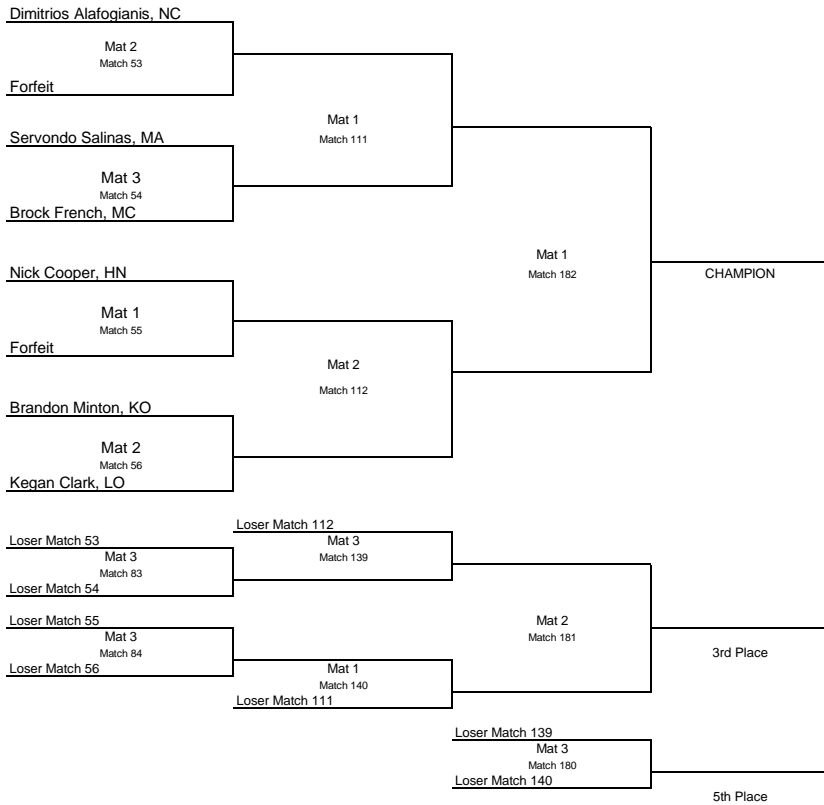 Dimitrios Alafogianis, NC
Mat 2
Match 53
Forfeit
Mat 1
Match 111
Servondo Salinas, MA
Mat 3
Match 54
Brock French, MC
Mat 1
Match 182
CHAMPION
Nick Cooper, HN
Mat 1
Match 55
Forfeit
Mat 2
Match 112
Brandon Minton, KO
Mat 2
Match 56
Kegan Clark, LO
Loser Match 112
Loser Match 53
Mat 3
Match 83
Loser Match 54
Mat 3
Match 139
Loser Match 55
Mat 3
Match 84
Loser Match 56
Mat 2
Match 181
3rd Place
Mat 1
Match 140
Loser Match 111
Loser Match 139
Mat 3
Match 180
Loser Match 140
5th Place